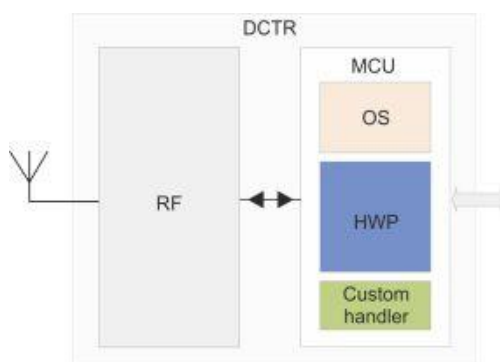 DCTR
MCU
OS
RF
HWP
Custom
handler